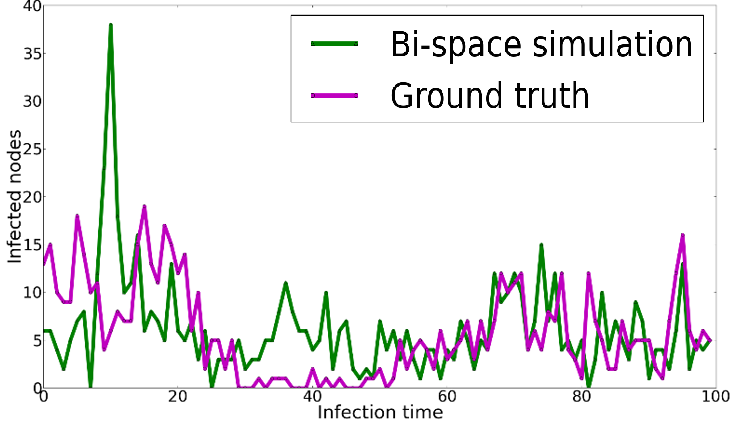 40
35
30
25
20
15
10
5
0
Infected nodes
Bi-space simulation
Ground truth
0 20 40 60 80 100
Infection time